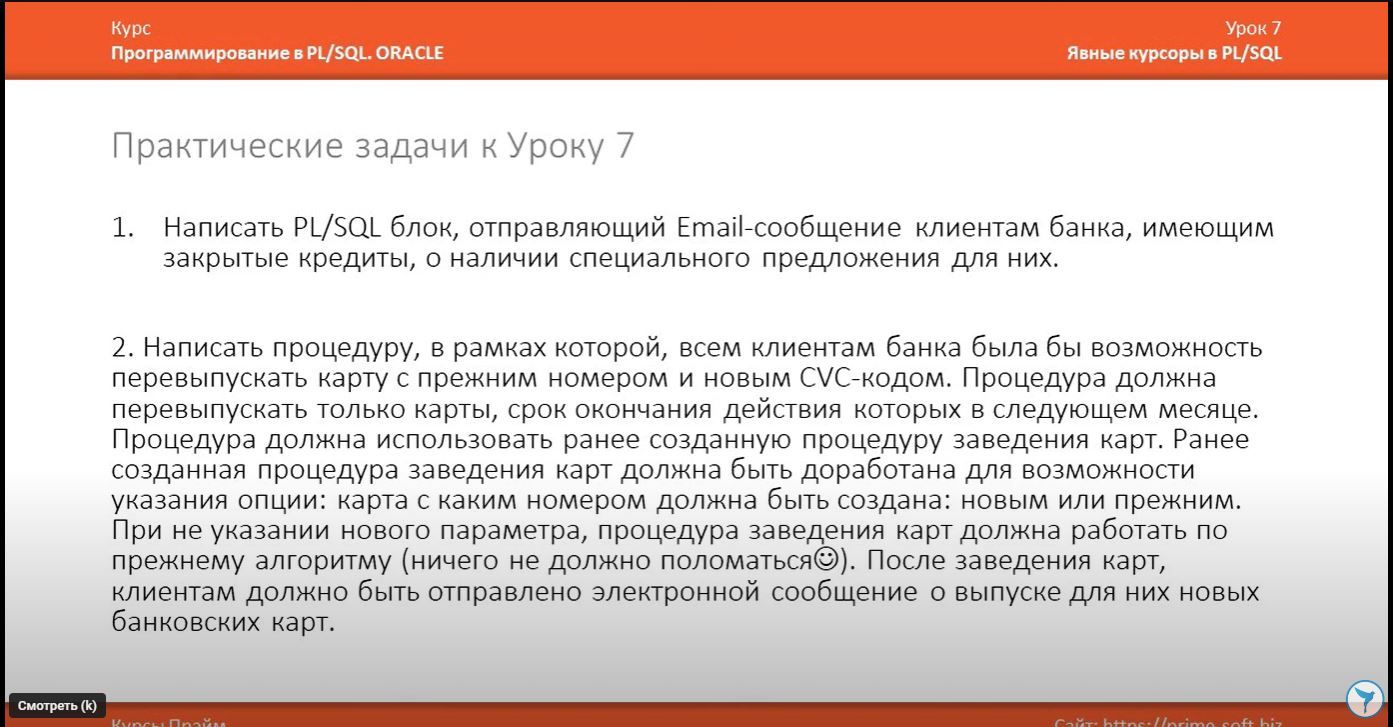 Курс
Программирование в PL/SQL. ORACLE
Урок 7
Явные курсоры в PL/SQL
Практические задачи к Уроку 7
1. Написать PL/SQL блок, отправляющий Email-сообщение клиентам банка, имеющим
закрытые кредиты, о наличии специального предложения для них.
2. Написать процедуру, в рамках которой, всем клиентам банка была бы возможность
перевыпускать карту с прежним номером и новым CVC-кодом. Процедура должна
перевыпускать только карты, срок окончания действия которых в следующем месяце.
Процедура должна использовать ранее созданную процедуру заведения карт. Ранее
созданная процедура заведения карт должна быть доработана для возможности
указания опции: карта с каким номером должна быть создана: новым или прежним.
При не указании нового параметра, процедура заведения карт должна работать по
прежнему алгоритму (ничего не должно поломаться☺). После заведения карт,
клиентам должно быть отправлено электронной сообщение о выпуске для них новых
банковских карт.
Смотреть (k)
Курсы Прайм
Сайт: https://prime-soft.biz